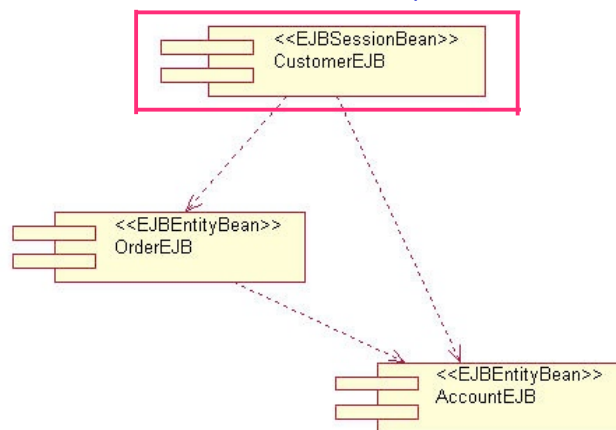 <<EJBSessionBean>>
CustomerEJB
<<EJBEntityBean>>
OrderEJB
<<EJBEntityBean>>
AccountEJB